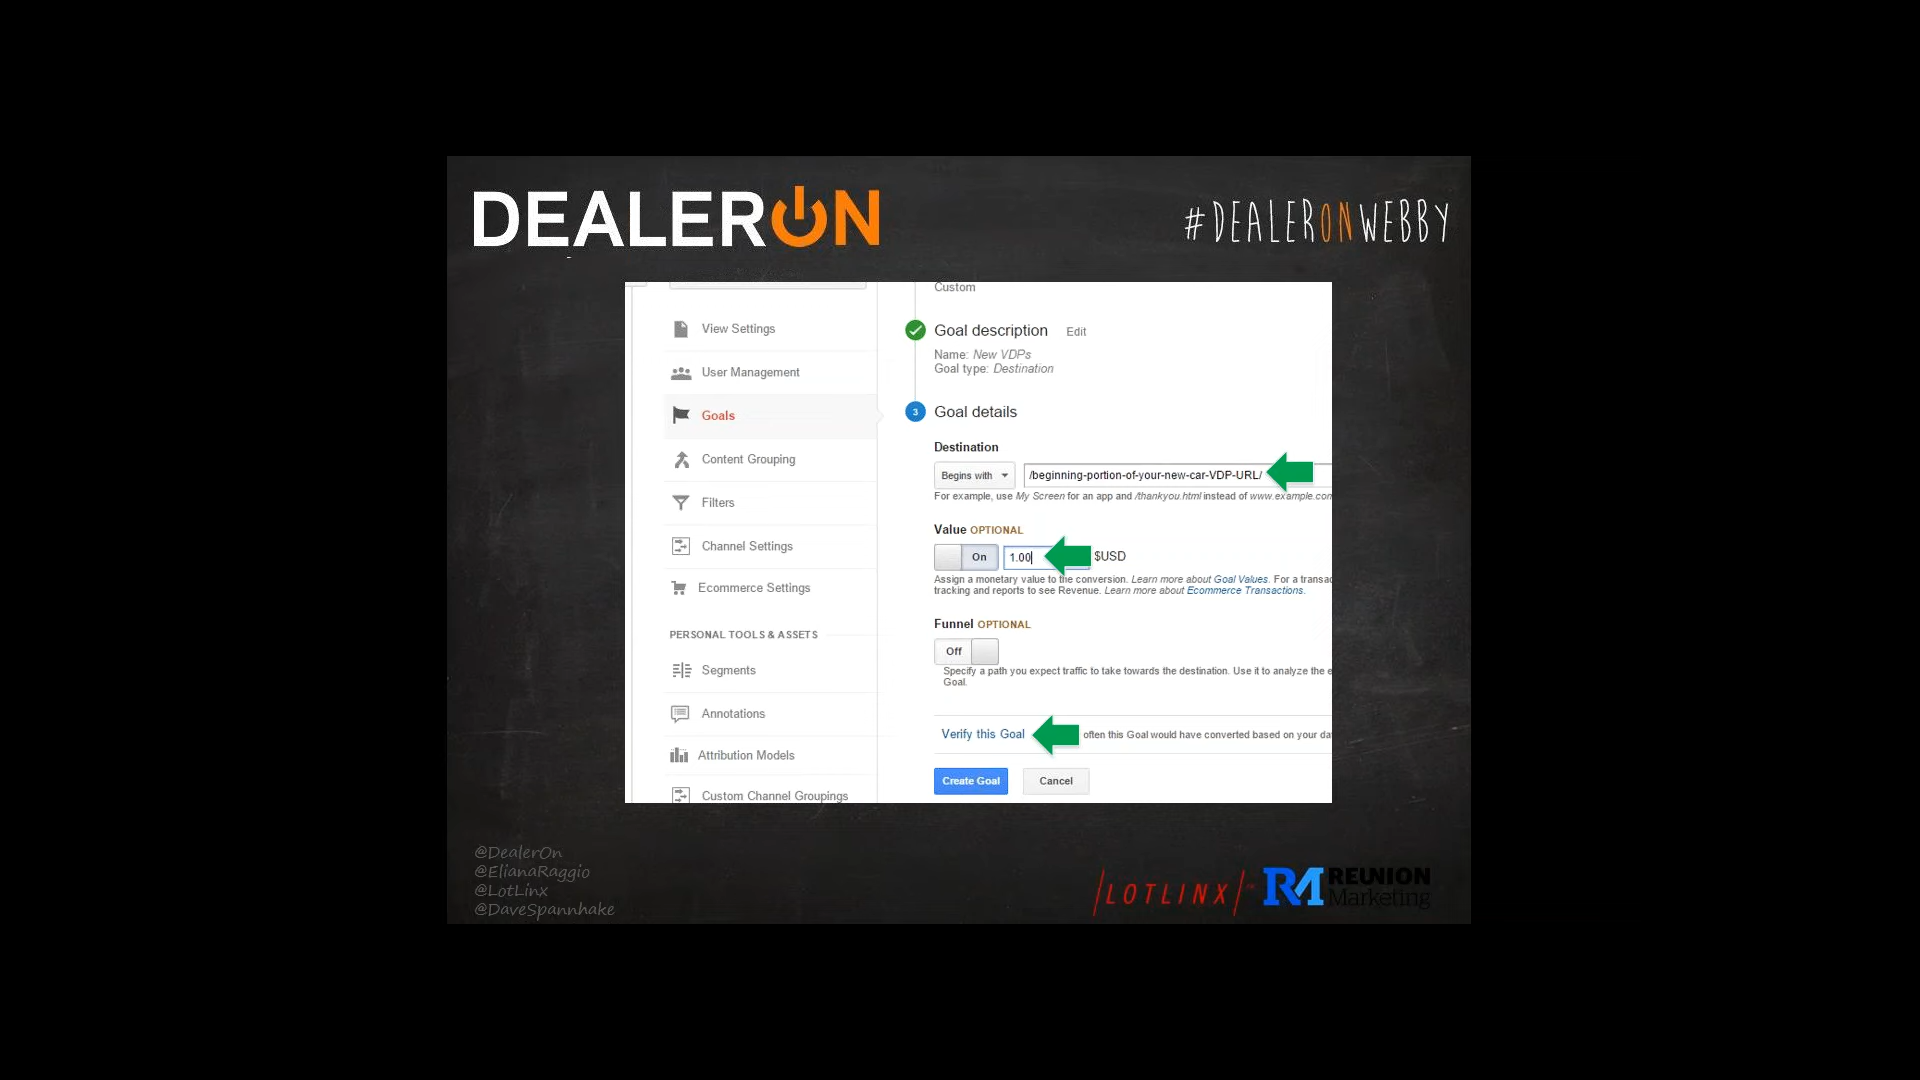 DEALERON
#DEALERONWEBBY
View Settings
User Management
Goals
Content Grouping
Filters
Channel Settings
Ecommerce Settings
PERSONAL TOOLS & ASSETS
Segments
Annotations
Attribution Models
Custom Channel Groupings
Custom
Goal description Edit
Name: New VDPs
Goal type: Destination
3 Goal details
Destination
Begins with /beginning-portion-of-your-new-car-VDP-URL/
For example, use My Screen for an app and /thankyou.html instead of www.example.com
Value OPTIONAL
On 1.00 $USD
Assign a monetary value to the conversion. Learn more about Goal Values. For a transac
tracking and reports to see Revenue. Learn more about Ecommerce Transactions.
Funnel OPTIONAL
Off
Specify a path you expect traffic to take towards the destination. Use it to analyze the e
Goal.
Verify this Goal often this Goal would have converted based on your da
Create Goal Cancel
@DealerOn
@ElianaRaggio
@LotLinx
@DaveSpannhake
/LOTLINX/
RM REUNION
Marketing